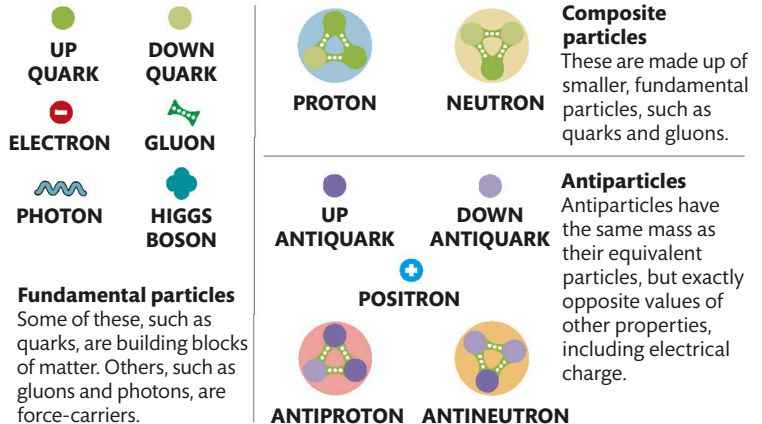 UP
QUARK
DOWN
QUARK
ELECTRON
GLUON
PHOTON
HIGGS
BOSON
Fundamental particles
Some of these, such as
quarks, are building blocks
of matter. Others, such as
gluons and photons, are
force-carriers.
PROTON
NEUTRON
Composite
particles
These are made up of
smaller, fundamental
particles, such as
quarks and gluons.
UP
ANTIQUARK
DOWN
ANTIQUARK
POSITRON
ANTIPROTON
ANTINEUTRON
Antiparticles
Antiparticles have
the same mass as
their equivalent
particles, but exactly
opposite values of
other properties,
including electrical
charge.